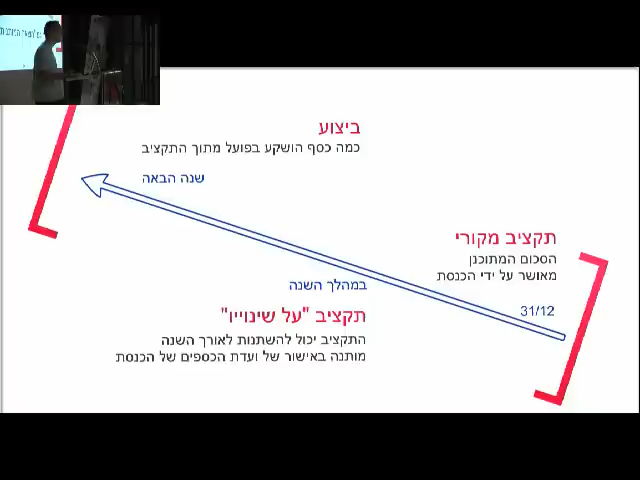 ביצוע
כמה כסף הושקע בפועל מתוך התקציב
שנה הבאה
תקציב מקורי
הסכום המתוכנן
מאושר על ידי הכנסת
במהלך השנה
31/12
תקציב "על שינוייו"
התקציב יכול להשתנות לאורך השנה
מותנה באישור של ועדת הכספים של הכנסת